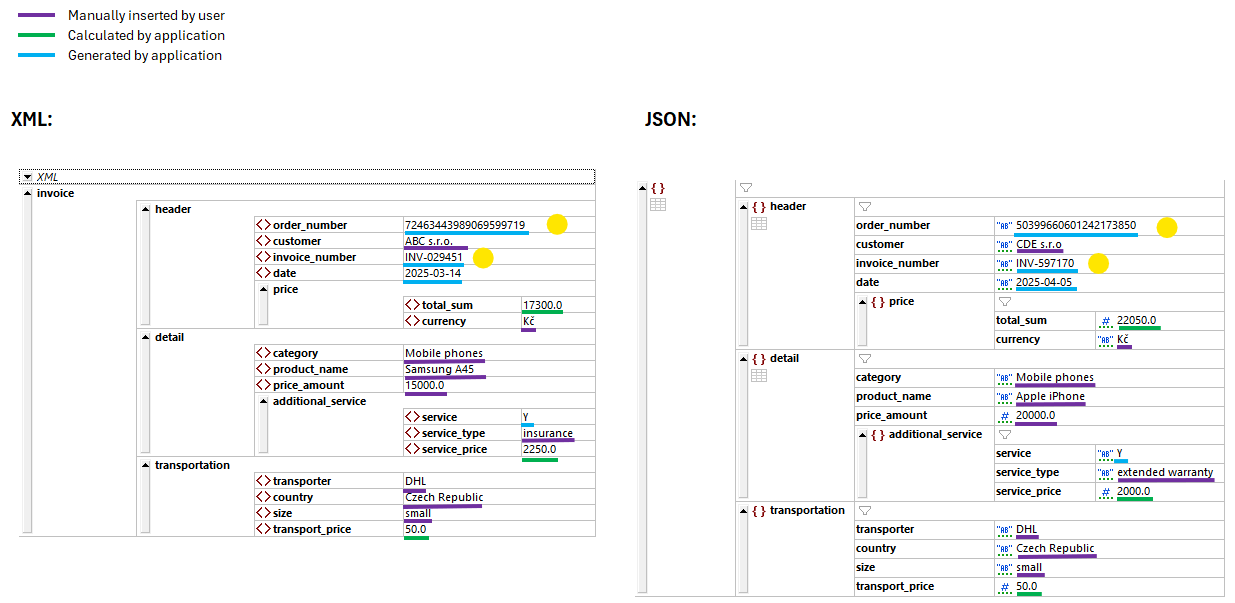 Manually inserted by user
Calculated by application
Generated by application
XML:
XML
invoice
header
order_number 72463443989069599719
customer ABC s.r.o.
invoice_number INV-029451
date 2025-03-14
price
total_sum 17300.0
currency Kč
detail
category Mobile phones
product_name Samsung A45
price_amount 15000.0
additional_service
service Y
service_type insurance
service_price 2250.0
transportation
transporter DHL
country Czech Republic
size small
transport_price 50.0
JSON:
{ }
{ } header
order_number "AB" 50399660601242173850
customer "AB" CDE s.r.o
invoice_number "AB" INV-597170
date "AB" 2025-04-05
{ } price
total_sum # 22050.0
currency "AB" Kč
{ } detail
category "AB" Mobile phones
product_name "AB" Apple iPhone
price_amount # 20000.0
{ } additional_service
service "AB" Y
service_type "AB" extended warranty
service_price # 2000.0
{ } transportation
transporter "AB" DHL
country "AB" Czech Republic
size "AB" small
transport_price # 50.0